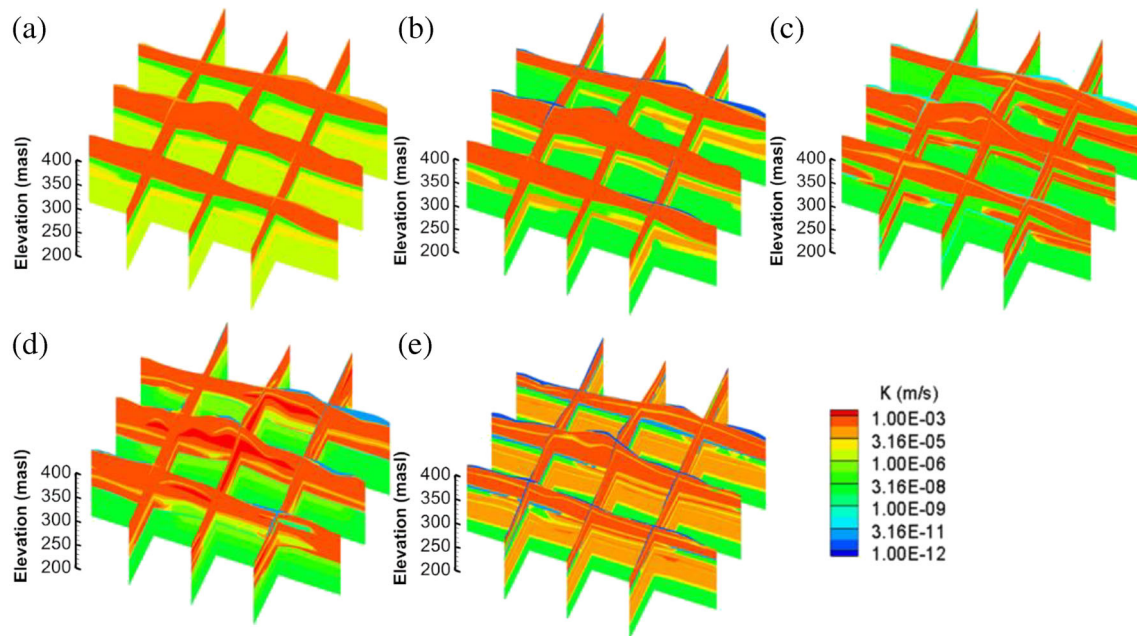 (a)
(b)
(c)
Elevation (masl)
400
350
300
250
200
Elevation (masl)
400
350
300
250
200
Elevation (masl)
400
350
300
250
200
(d)
(e)
Elevation (masl)
400
350
300
250
200
Elevation (masl)
400
350
300
250
200
K (m/s)
1.00E-03
3.16E-05
1.00E-06
3.16E-08
1.00E-09
3.16E-11
1.00E-12